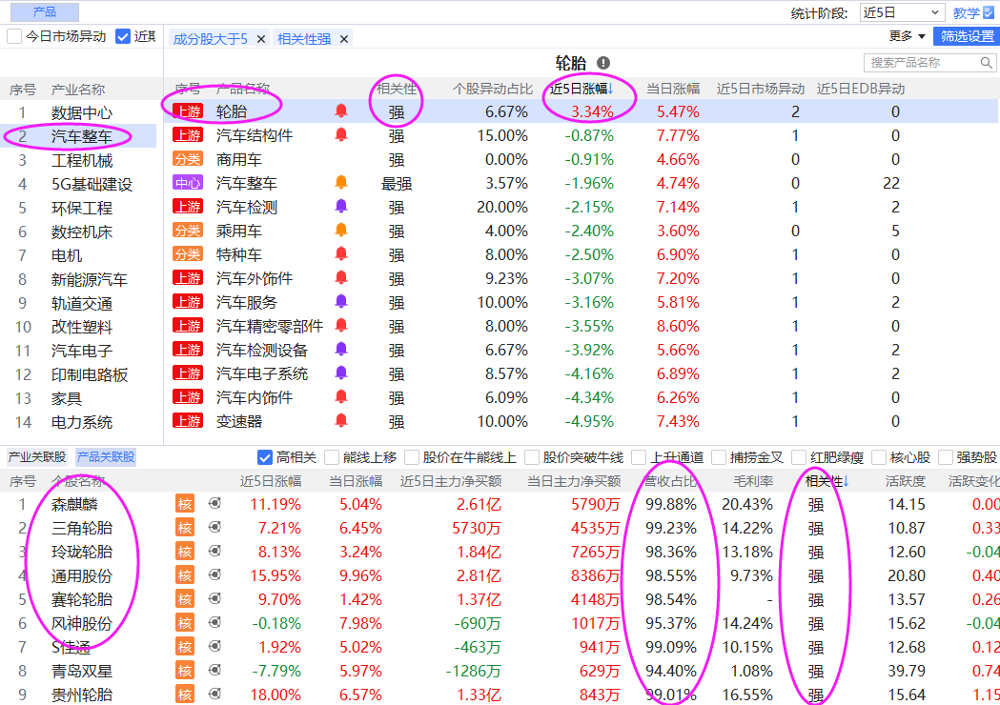 产品 统计阶段: 近5日 教学
今日市场异动 近期 成分股大于5 × 相关性强 × 更多 筛选设置
轮胎 搜索产品名称
序号 产业名称 序号 产品名称 相关性 个股异动占比 近5日涨幅↓ 当日涨幅 近5日市场异动 近5日EDB异动
1 数据中心 上游 轮胎 强 6.67% 3.34% 5.47% 2 0
2 汽车整车 上游 汽车结构件 强 15.00% -0.87% 7.77% 1 0
3 工程机械 分类 商用车 强 0.00% -0.91% 4.66% 0 0
4 5G基础建设 中心 汽车整车 最强 3.57% -1.96% 4.74% 0 22
5 环保工程 上游 汽车检测 强 20.00% -2.15% 7.14% 1 2
6 数控机床 分类 乘用车 强 4.00% -2.40% 3.60% 0 5
7 电机 分类 特种车 强 8.00% -2.50% 6.90% 1 0
8 新能源汽车 上游 汽车外饰件 强 9.23% -3.07% 7.20% 1 0
9 轨道交通 上游 汽车服务 强 10.00% -3.16% 5.81% 1 2
10 改性塑料 上游 汽车精密零部件 强 8.00% -3.55% 8.60% 1 0
11 汽车电子 上游 汽车检测设备 强 6.67% -3.92% 5.66% 1 2
12 印制电路板 上游 汽车电子系统 强 8.57% -4.16% 6.89% 1 2
13 家具 上游 汽车内饰件 强 6.09% -4.34% 6.26% 1 0
14 电力系统 上游 变速器 强 10.00% -4.95% 7.43% 1 0
产业关联股 产品关联股 高相关 能线上移 股价在牛能线上 股价突破牛线 上升通道 捕捞金叉 红肥绿瘦 核心股 强势股
序号 个股名称 近5日涨幅 当日涨幅 近5日主力净买额 当日主力净买额 营收占比 毛利率 相关性↓ 活跃度 活跃变化
1 森麒麟 核 11.19% 5.04% 2.61亿 5790万 99.88% 20.43% 强 14.15 0.00
2 三角轮胎 核 7.21% 6.45% 5730万 4535万 99.23% 14.22% 强 10.87 0.33
3 玲珑轮胎 核 8.13% 3.24% 1.84亿 7265万 98.36% 13.18% 强 12.60 -0.04
4 通用股份 核 15.95% 9.96% 2.81亿 8386万 98.55% 9.73% 强 20.80 0.40
5 赛轮轮胎 核 9.70% 1.42% 1.37亿 4148万 98.54% - 强 13.57 0.26
6 风神股份 核 -0.18% 7.98% -690万 1017万 95.37% 14.24% 强 15.62 -0.04
7 S佳通 核 1.92% 5.02% -463万 941万 99.09% 10.15% 强 12.68 0.12
8 青岛双星 核 -7.79% 5.97% -1286万 629万 94.40% 1.08% 强 39.79 0.74
9 贵州轮胎 核 18.00% 6.57% 1.33亿 843万 99.01% 16.55% 强 15.64 1.15